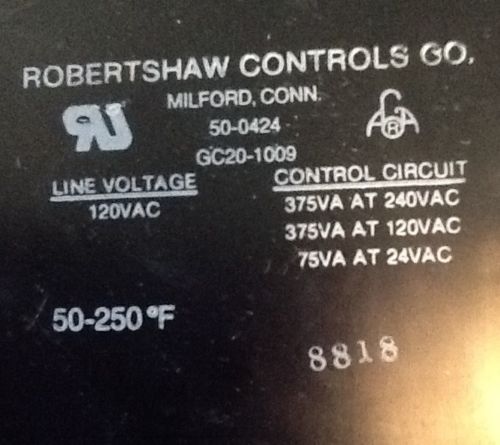 ROBERTSHAW CONTROLS CO.
MILFORD, CONN.
50-0424
GC20-1009
LINE VOLTAGE
120VAC
CONTROL CIRCUIT
375VA AT 240VAC
375VA AT 120VAC
75VA AT 24VAC
50-250°F
8818